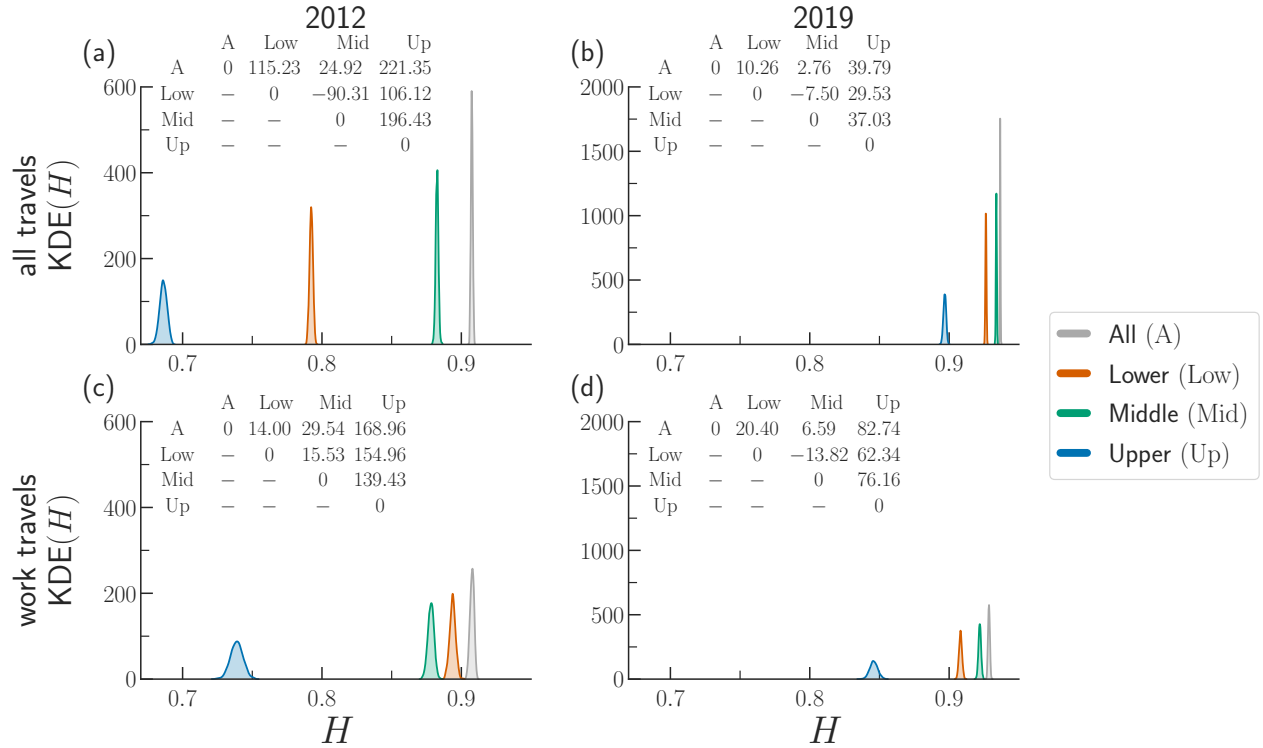 2012
2019
(a)
A Low Mid Up
A 0 115.23 24.92 221.35
Low − 0 −90.31 106.12
Mid − − 0 196.43
Up − − − 0
600
400
200
0
0.7 0.8 0.9
all travels
KDE(H)
(b)
A Low Mid Up
A 0 10.26 2.76 39.79
Low − 0 −7.50 29.53
Mid − − 0 37.03
Up − − − 0
2000
1500
1000
500
0
0.7 0.8 0.9
(c)
A Low Mid Up
A 0 14.00 29.54 168.96
Low − 0 15.53 154.96
Mid − − 0 139.43
Up − − − 0
600
400
200
0
0.7 0.8 0.9
H
work travels
KDE(H)
(d)
A Low Mid Up
A 0 20.40 6.59 82.74
Low − 0 −13.82 62.34
Mid − − 0 76.16
Up − − − 0
2000
1500
1000
500
0
0.7 0.8 0.9
H
All (A)
Lower (Low)
Middle (Mid)
Upper (Up)